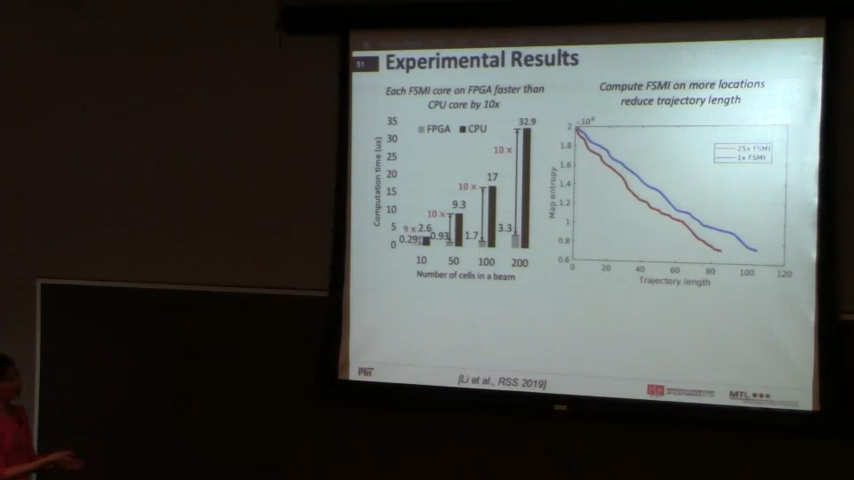 51
Experimental Results
Each FSMI core on FPGA faster than
CPU core by 10x
35
30
25
20
15
10
5
0
Computation time (us)
FPGA CPU
9 x
0.29
2.6
10 x
0.93
9.3
10 x
1.7
17
10 x
3.3
32.9
10 50 100 200
Number of cells in a beam
Compute FSMI on more locations
reduce trajectory length
×10⁴
2
1.8
1.6
1.4
1.2
1
0.8
0.6
Map entropy
25x FSMI
1x FSMI
0 20 40 60 80 100 120
Trajectory length
[Li et al., RSS 2019]
MIT
rle
MTL